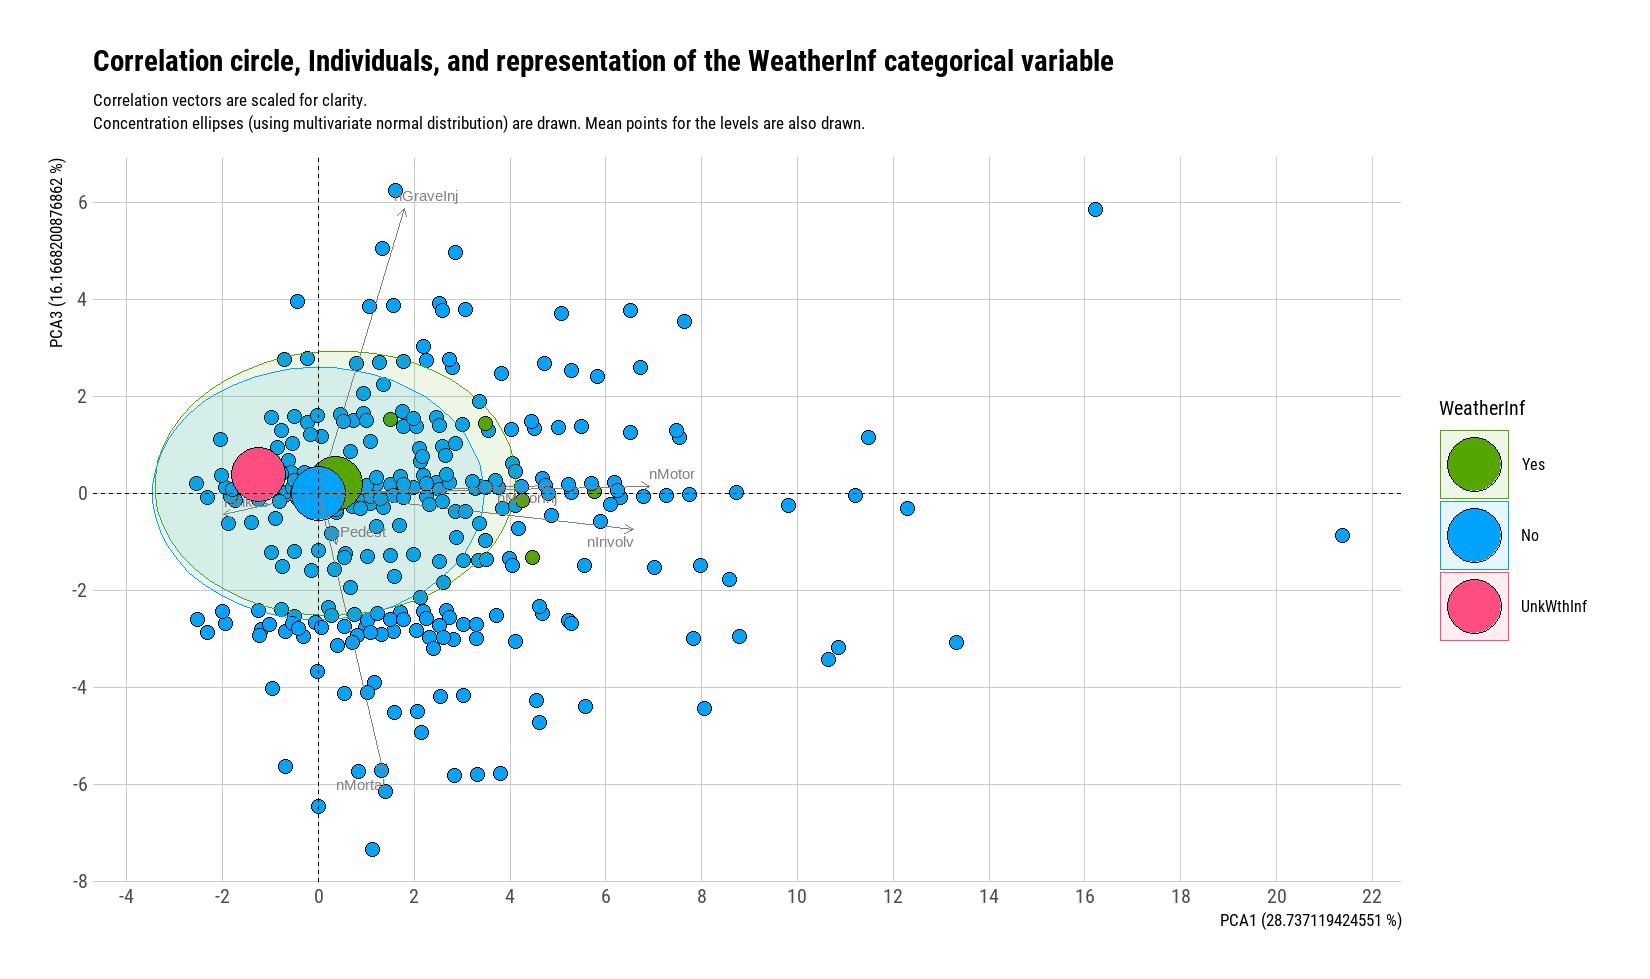 Correlation circle, Individuals, and representation of the WeatherInf categorical variable
Correlation vectors are scaled for clarity.
Concentration ellipses (using multivariate normal distribution) are drawn. Mean points for the levels are also drawn.
PCA3 (16.1668200876862 %)
6
4
2
0
-2
-4
-6
-8
nGraveInj
nMotor
nInvolv
Pedest
nMortal
-4
-2
0
2
4
6
8
10
12
14
16
18
20
22
PCA1 (28.737119424551 %)
WeatherInf
Yes
No
UnkWthInf